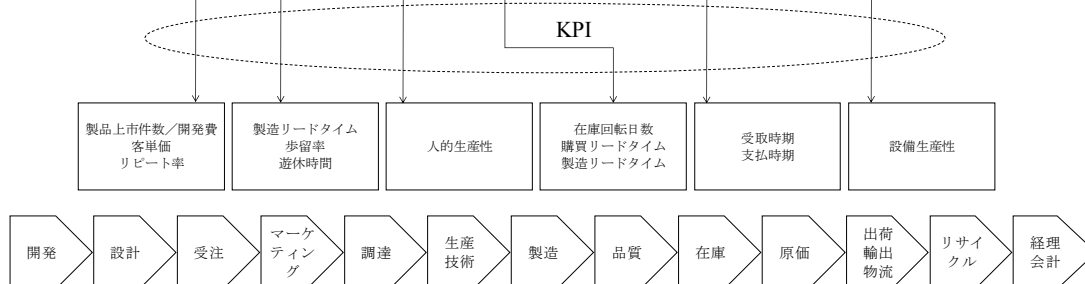 KPI
製品上市件数／開発費
客単価
リピート率
製造リードタイム
歩留率
遊休時間
人的生産性
在庫回転日数
購買リードタイム
製造リードタイム
受取時期
支払時期
設備生産性
開発
設計
受注
マーケ
ティン
グ
調達
生産
技術
製造
品質
在庫
原価
出荷
輸出
物流
リサイ
クル
経理
会計